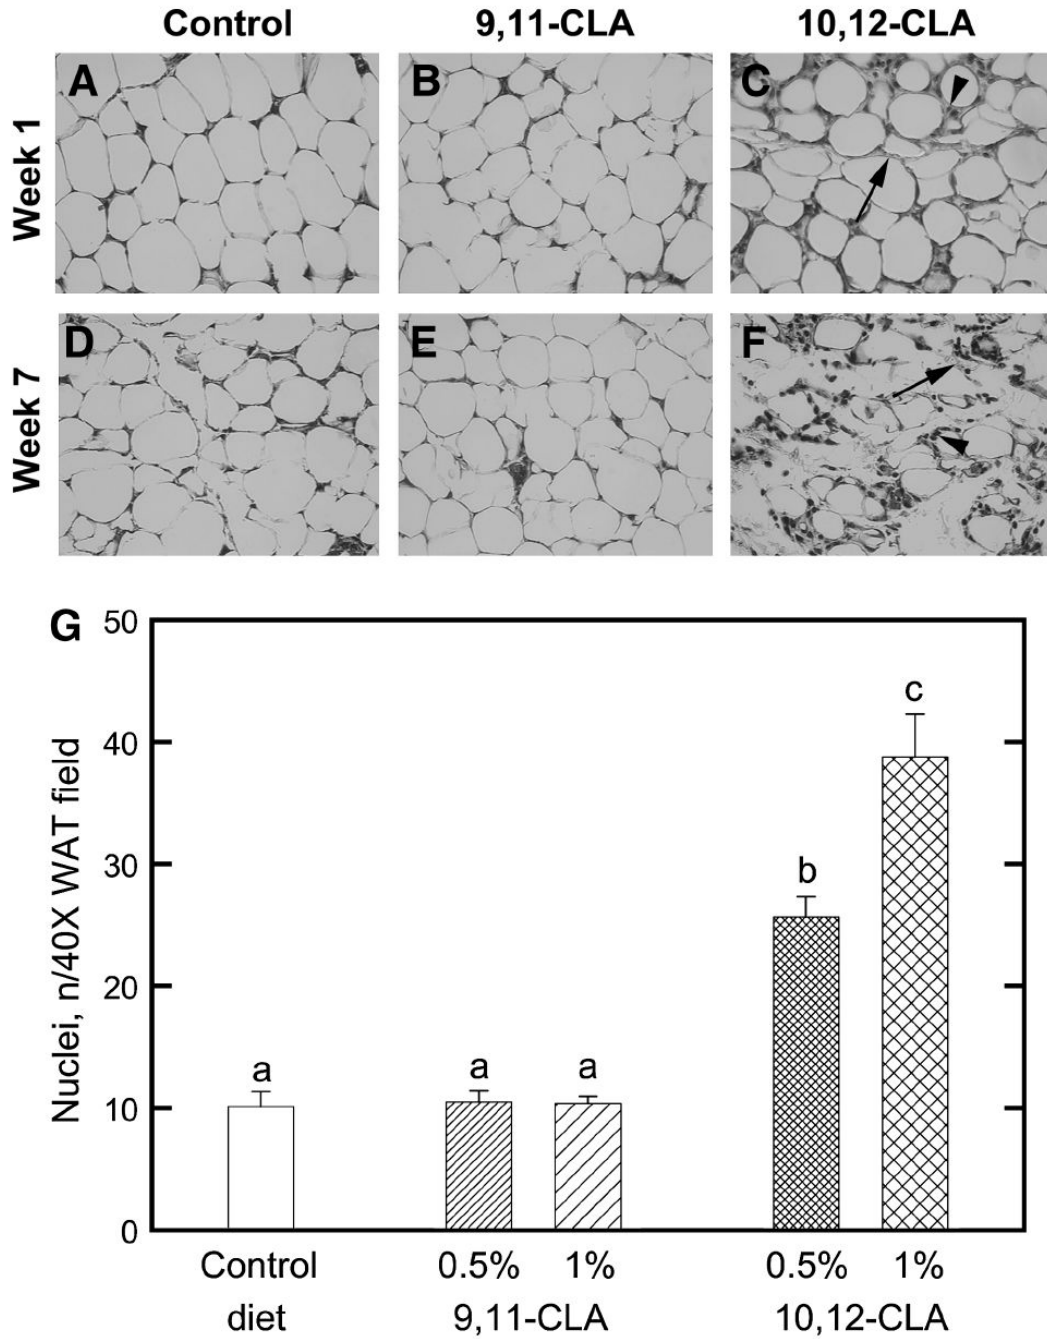 Control 9,11-CLA 10,12-CLA
Week 1
A B C
Week 7
D E F
G
Nuclei, n/40X WAT field
50
40
30
20
10
0
a a a b c
Control 0.5% 1% 0.5% 1%
diet 9,11-CLA 10,12-CLA